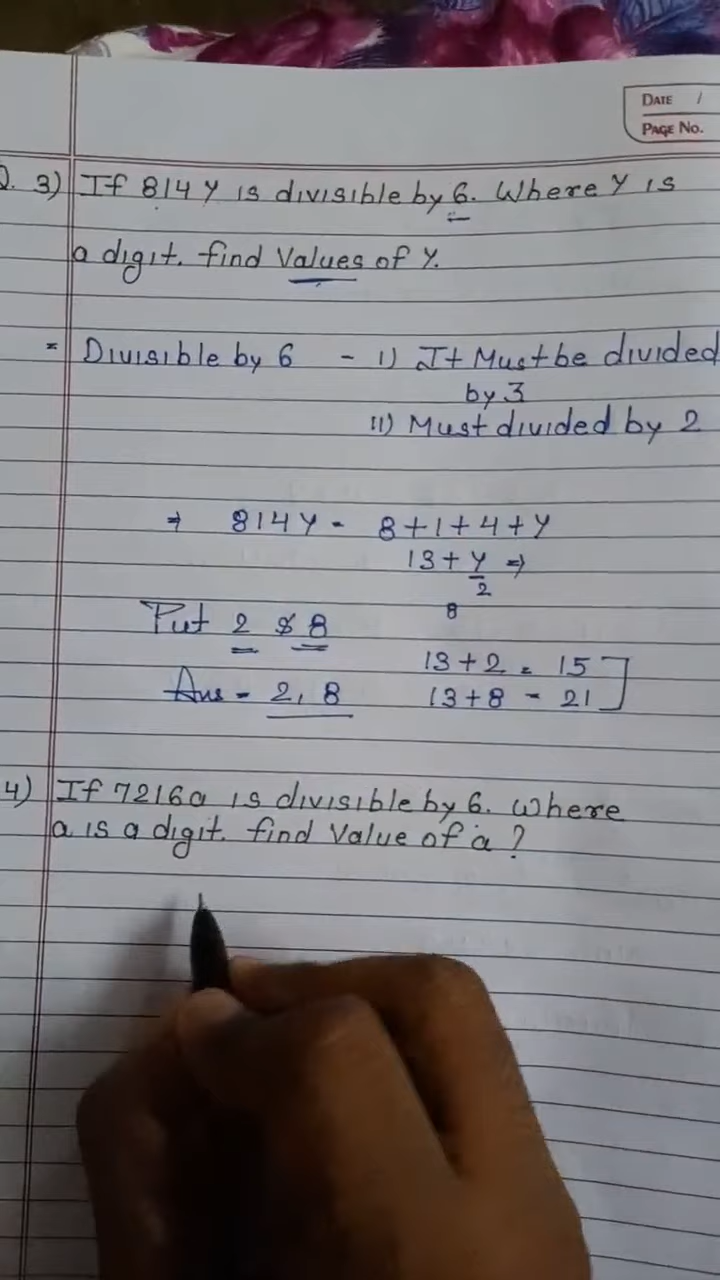 DATE /
PAGE NO.
Q. 3) If 814Y is divisible by 6. Where Y is
a digit. find Values of Y.
= Divisible by 6 - i) It Must be divided
by 3
ii) Must divided by 2
⇒ 814Y - 8+1+4+Y
13+Y ⇒
2
8
Put 2 & 8
13+2 = 15
Ans - 2, 8
13+8 - 21
4) If 7216a is divisible by 6. Where
a is a digit. find Value of a ?